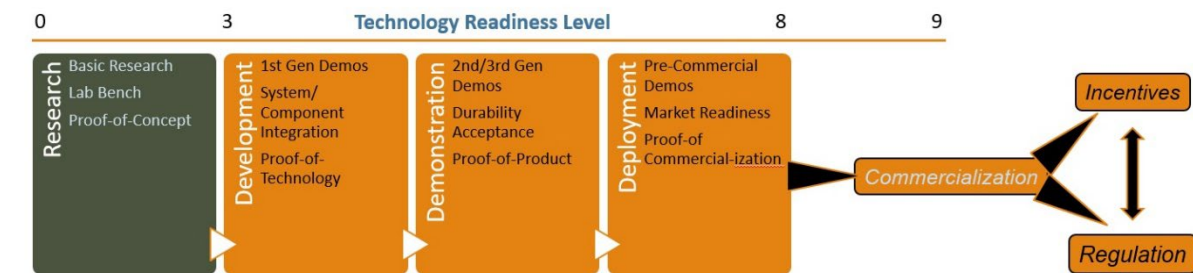 0 3 Technology Readiness Level 8 9
Research
Basic Research
Lab Bench
Proof-of-Concept
Development
1st Gen Demos
System/
Component
Integration
Proof-of-
Technology
Demonstration
2nd/3rd Gen
Demos
Durability
Acceptance
Proof-of-Product
Deployment
Pre-Commercial
Demos
Market Readiness
Proof-of
Commercial-ization
Commercialization
Incentives
Regulation